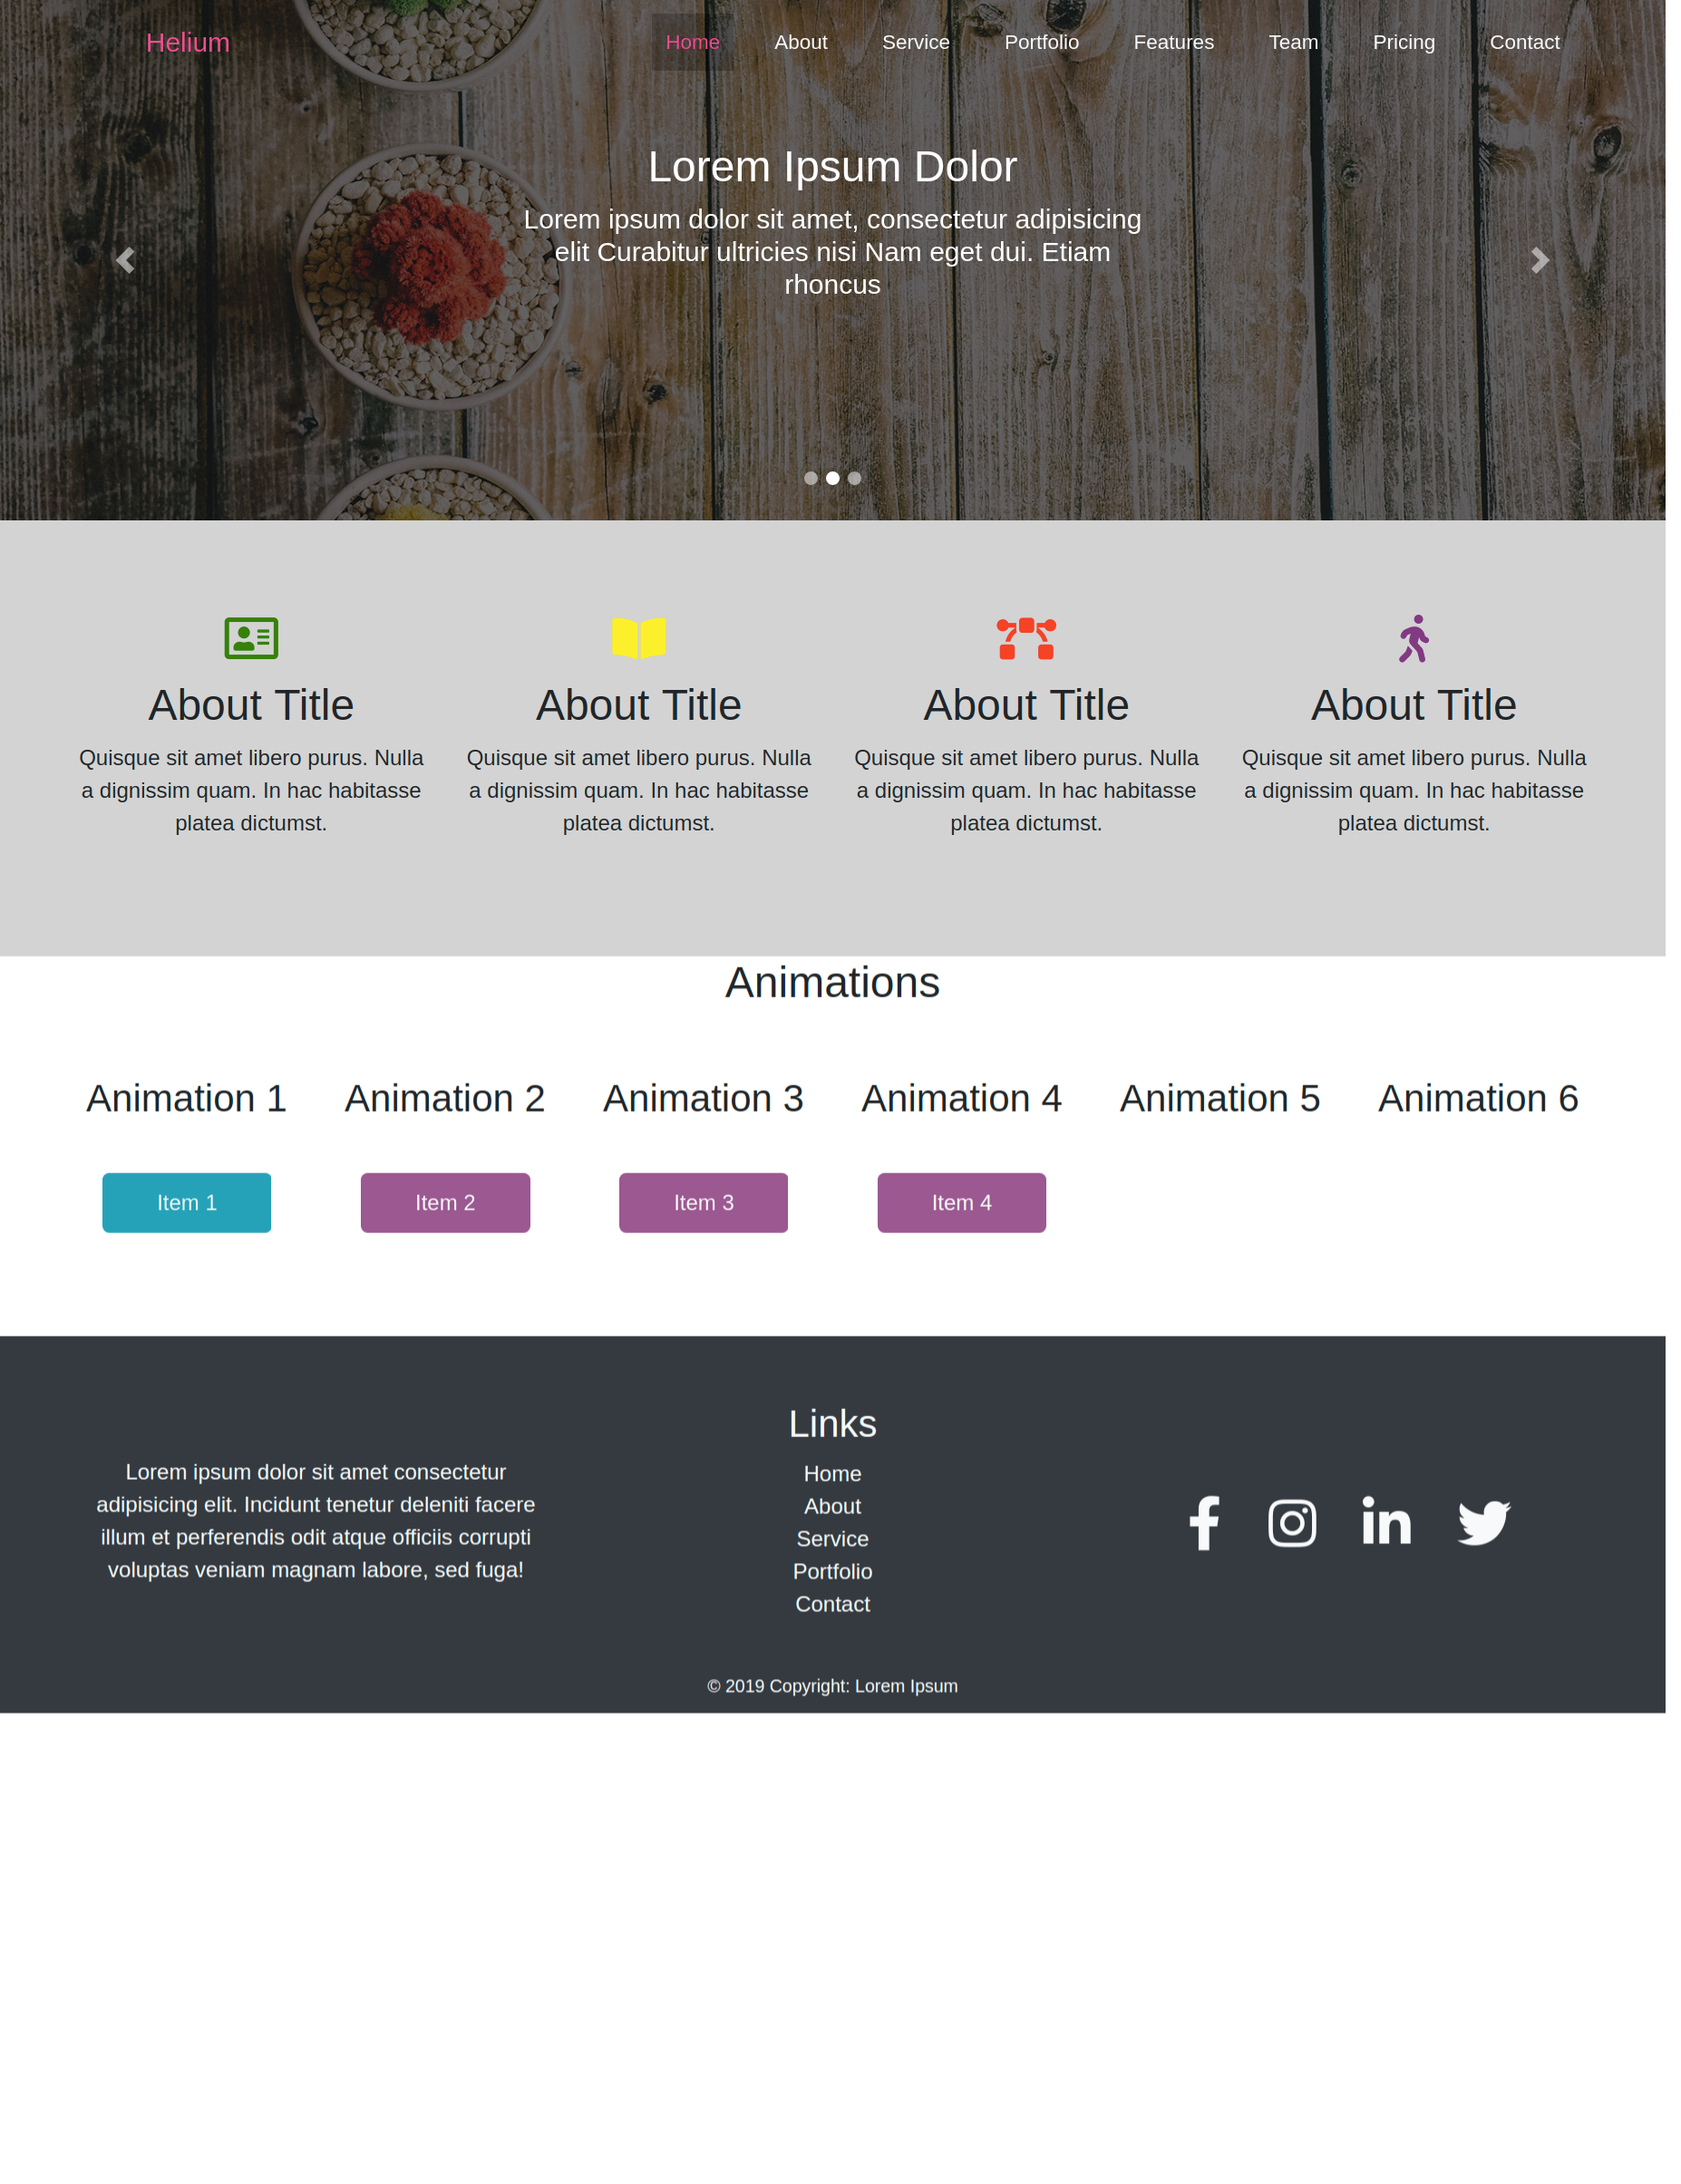 Helium
Home About Service Portfolio Features Team Pricing Contact
Lorem Ipsum Dolor
Lorem ipsum dolor sit amet, consectetur adipisicing
elit Curabitur ultricies nisi Nam eget dui. Etiam
rhoncus
About Title
Quisque sit amet libero purus. Nulla
a dignissim quam. In hac habitasse
platea dictumst.
About Title
Quisque sit amet libero purus. Nulla
a dignissim quam. In hac habitasse
platea dictumst.
About Title
Quisque sit amet libero purus. Nulla
a dignissim quam. In hac habitasse
platea dictumst.
About Title
Quisque sit amet libero purus. Nulla
a dignissim quam. In hac habitasse
platea dictumst.
Animations
Animation 1
Item 1
Animation 2
Item 2
Animation 3
Item 3
Animation 4
Item 4
Animation 5
Animation 6
Lorem ipsum dolor sit amet consectetur
adipisicing elit. Incidunt tenetur deleniti facere
illum et perferendis odit atque officiis corrupti
voluptas veniam magnam labore, sed fuga!
Links
Home
About
Service
Portfolio
Contact
© 2019 Copyright: Lorem Ipsum